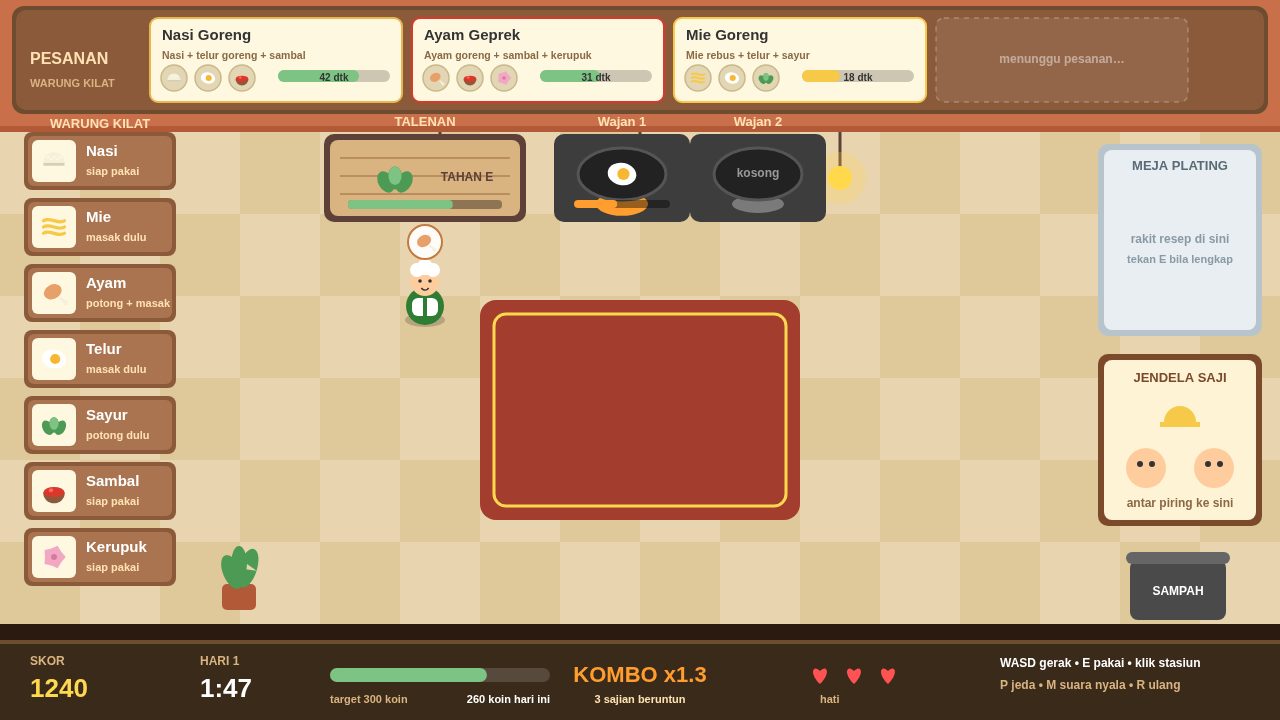 PESANAN
WARUNG KILAT
Nasi Goreng
Nasi + telur goreng + sambal
42 dtk
Ayam Geprek
Ayam goreng + sambal + kerupuk
31 dtk
Mie Goreng
Mie rebus + telur + sayur
18 dtk
menunggu pesanan…
WARUNG KILAT
TALENAN
Wajan 1
Wajan 2
Nasi
siap pakai
Mie
masak dulu
Ayam
potong + masak
Telur
masak dulu
Sayur
potong dulu
Sambal
siap pakai
Kerupuk
siap pakai
TAHAN E
kosong
MEJA PLATING
rakit resep di sini
tekan E bila lengkap
JENDELA SAJI
antar piring ke sini
SAMPAH
SKOR
1240
HARI 1
1:47
target 300 koin
260 koin hari ini
KOMBO x1.3
3 sajian beruntun
hati
WASD gerak • E pakai • klik stasiun
P jeda • M suara nyala • R ulang